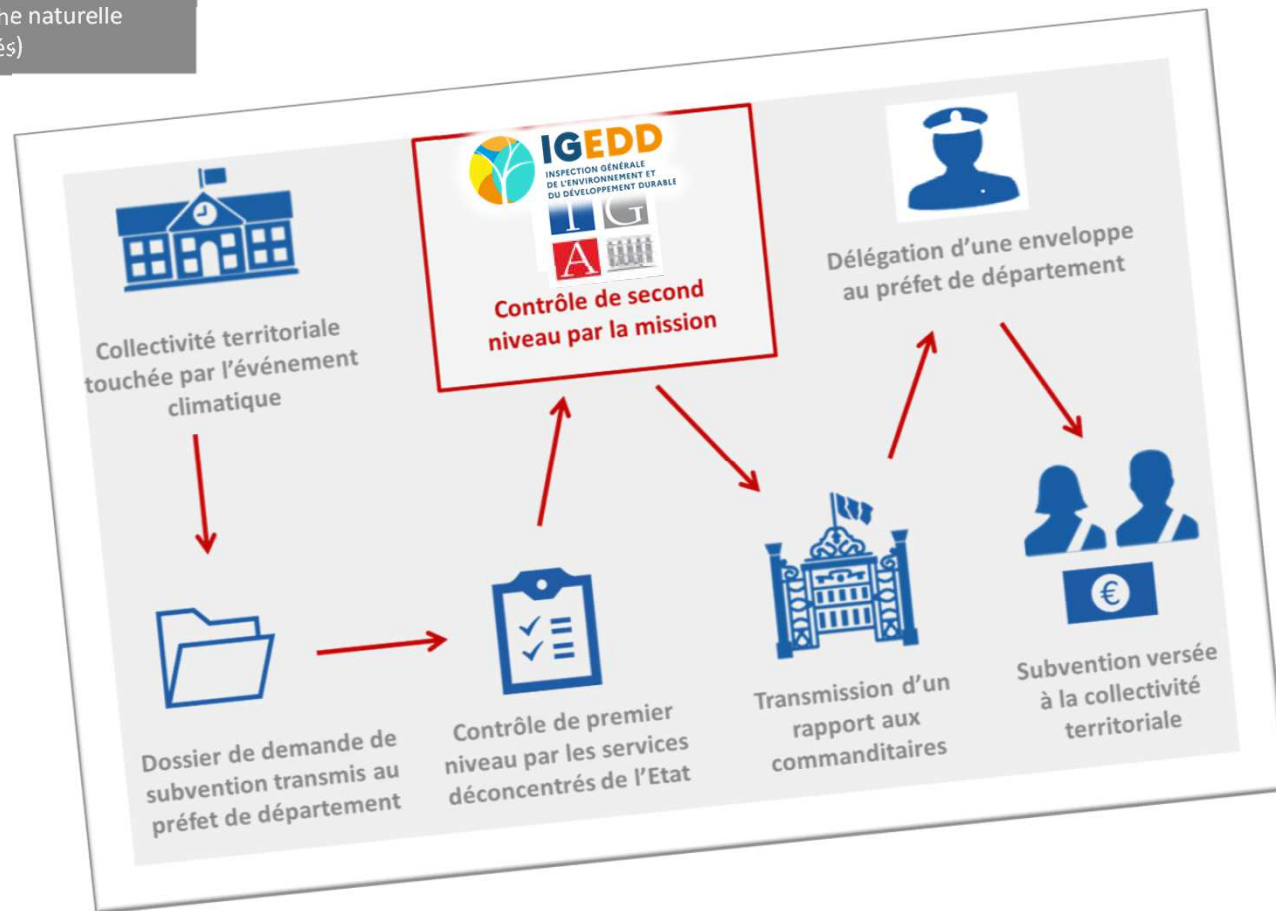 naturelle
Collectivité territoriale
touchée par l'événement
climatique
Dossier de demande de
subvention transmis au
préfet de département
Contrôle de premier
niveau par les services
déconcentrés de l'Etat
IGEDD
INSPECTION GÉNÉRALE
DE L'ENVIRONNEMENT ET
DU DÉVELOPPEMENT DURABLE
I G
A
Contrôle de second
niveau par la mission
Transmission d'un
rapport aux
commanditaires
Délégation d'une enveloppe
au préfet de département
€
Subvention versée
à la collectivité
territoriale